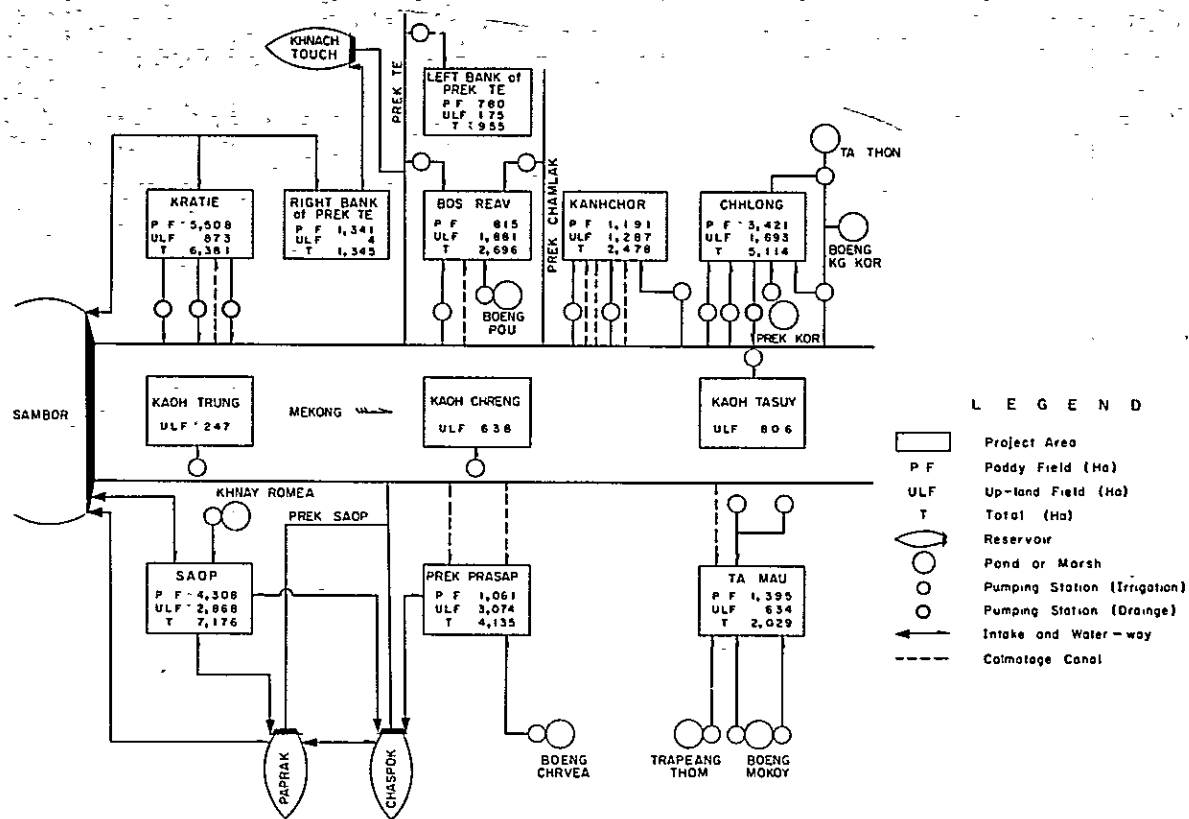 KHNACH
TOUCH
PREK TE
LEFT BANK of
PREK TE
P F 780
ULF 175
T 955
TA THON
KRATIE
P F 5,508
ULF 873
T 6,381
RIGHT BANK
of PREK TE
P F 1,341
ULF 4
T 1,345
BOS REAV
P F 815
ULF 1,881
T 2,696
PREK CHAMLAK
KANHCHOR
P F 1,191
ULF 1,287
T 2,478
CHHLONG
P F 3,421
ULF 1,693
T 5,114
BOENG
KG KOR
BOENG
POU
PREK KOR
SAMBOR
KAOH TRUNG
ULF 247
MEKONG
KAOH CHRENG
ULF 638
KAOH TASUY
ULF 806
KHNAY ROMEA
PREK SAOP
SAOP
P F 4,308
ULF 2,868
T 7,176
PREK PRASAP
P F 1,061
ULF 3,074
T 4,135
TA MAU
P F 1,395
ULF 634
T 2,029
PAPRAK
CHASPOK
BOENG
CHRVEA
TRAPEANG
THOM
BOENG
MOKOY
L E G E N D
Project Area
P F Paddy Field (Ha)
ULF Up-land Field (Ha)
T Total (Ha)
Reservoir
Pond or Marsh
Pumping Station (Irrigation)
Pumping Station (Drainge)
Intake and Water-way
Colmatage Canal